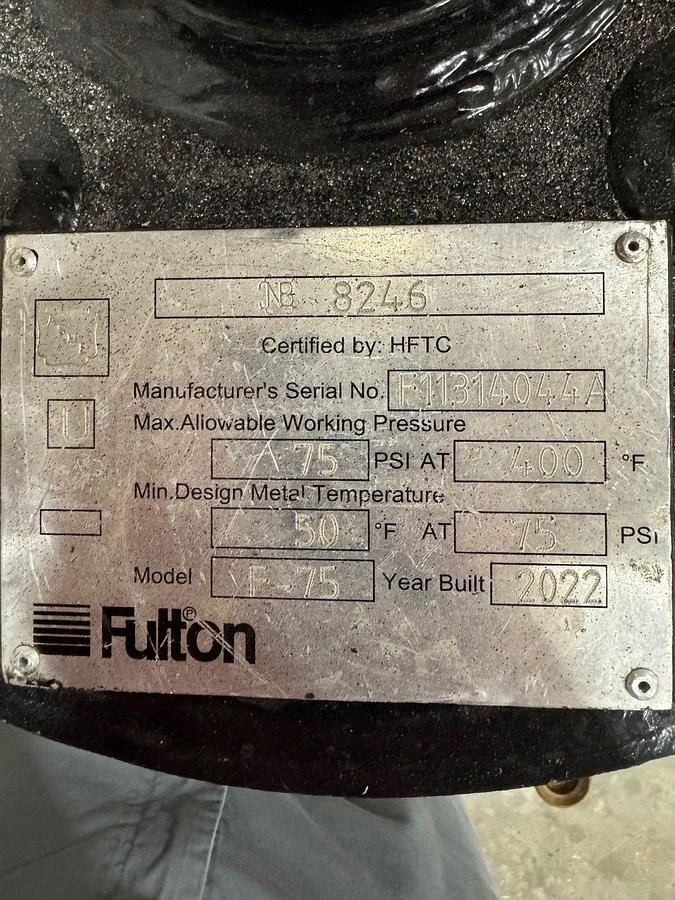 NB 8246
ASME
Certified by: HFTC
Manufacturer's Serial No. F11314044A
U
Max.Allowable Working Pressure
75 PSI AT 400 °F
Min.Design Metal Temperature
50 °F AT 75 PSI
Model F-75 Year Built 2022
Fulton®